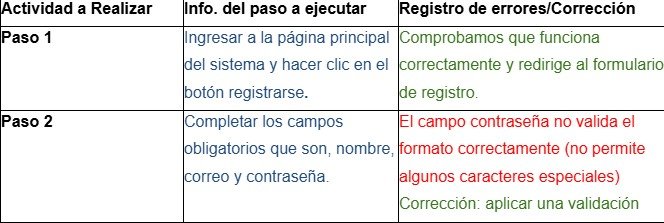 Actividad a Realizar
Info. del paso a ejecutar
Registro de errores/Corrección
Paso 1
Ingresar a la página principal
del sistema y hacer clic en el
botón registrarse.
Comprobamos que funciona
correctamente y redirige al formulario
de registro.
Paso 2
Completar los campos
obligatorios que son, nombre,
correo y contraseña.
El campo contraseña no valida el
formato correctamente (no permite
algunos caracteres especiales)
Corrección: aplicar una validación